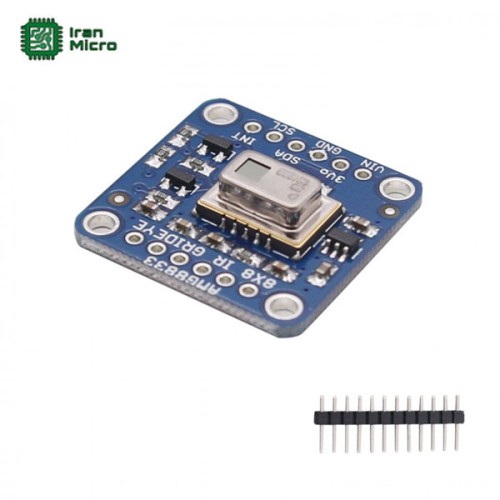 Iran
Micro
INT
SCL
GND
SDA
3Vo
VIN
AMG8833
8X8 IR GRIDEYE